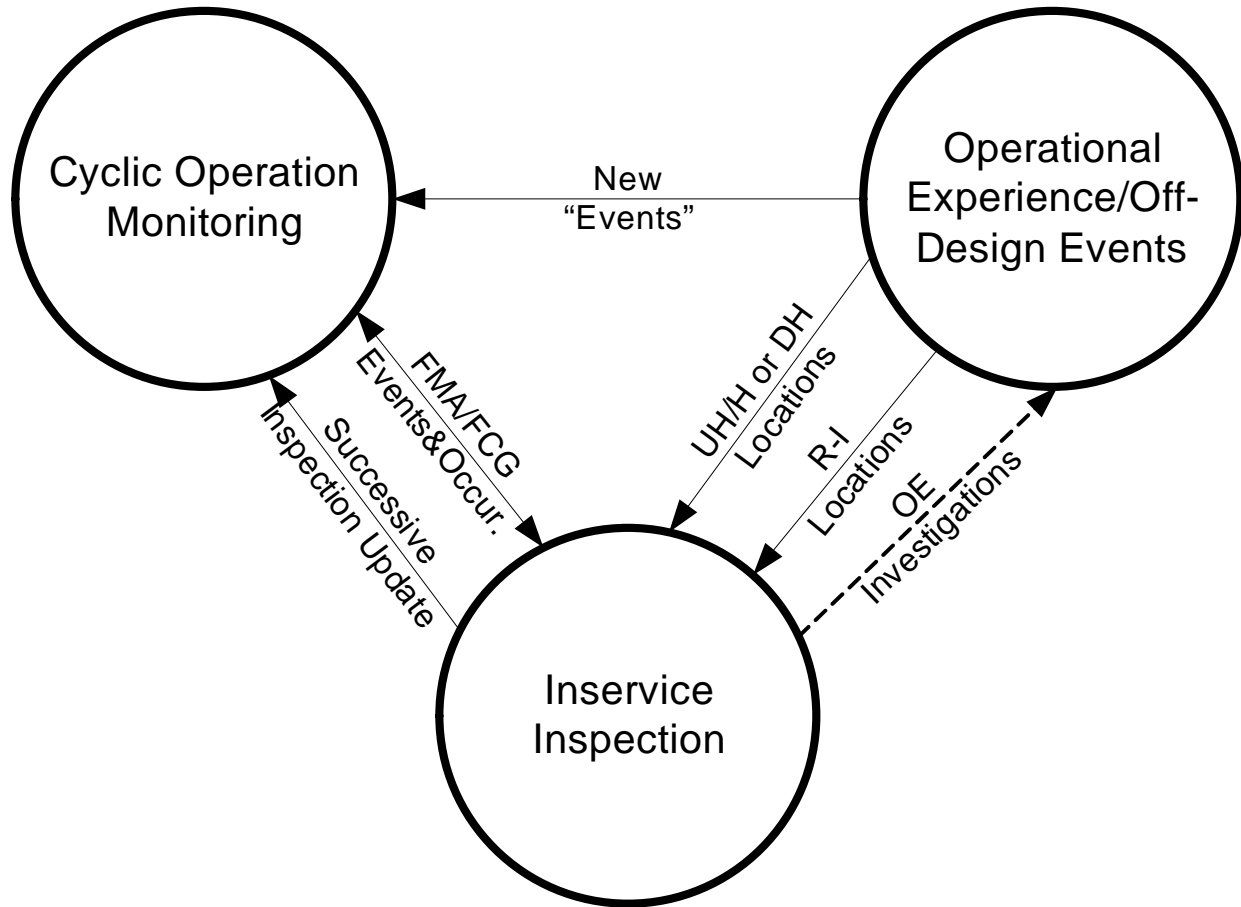 Cyclic Operation
Monitoring
New
“Events”
Operational
Experience/Off-
Design Events
FMA/FCG
Events&Occur.
Successive
Inspection Update
UH/H or DH
Locations
R-I
Locations
OE
Investigations
Inservice
Inspection